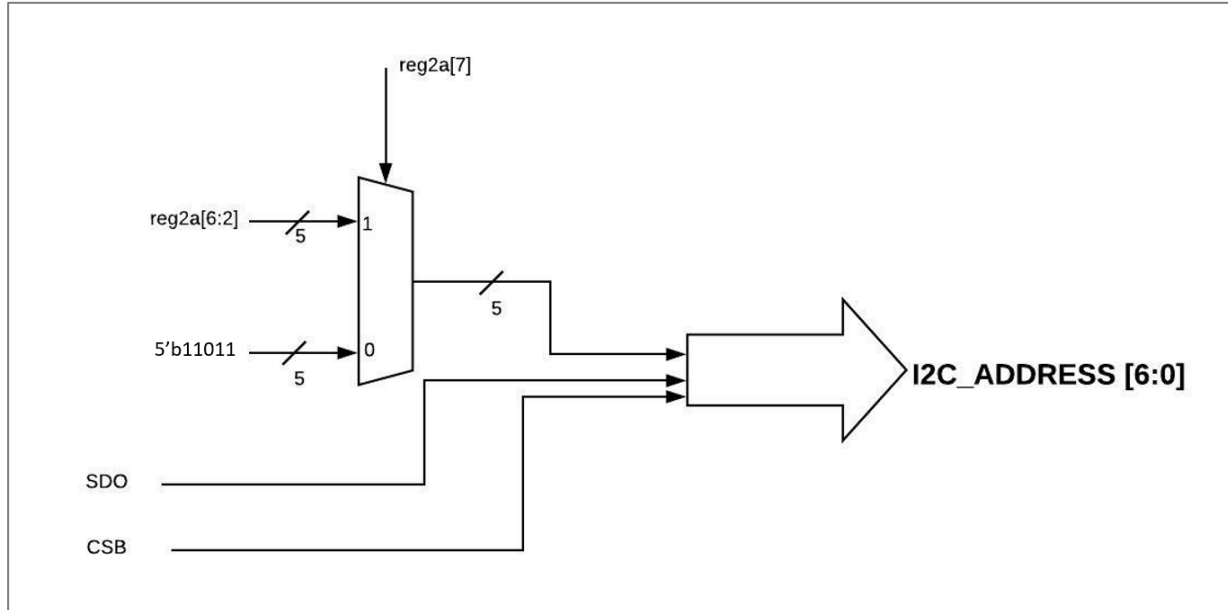 reg2a[7]
reg2a[6:2]
5
1
5
5’b11011
5
0
I2C_ADDRESS [6:0]
SDO
CSB